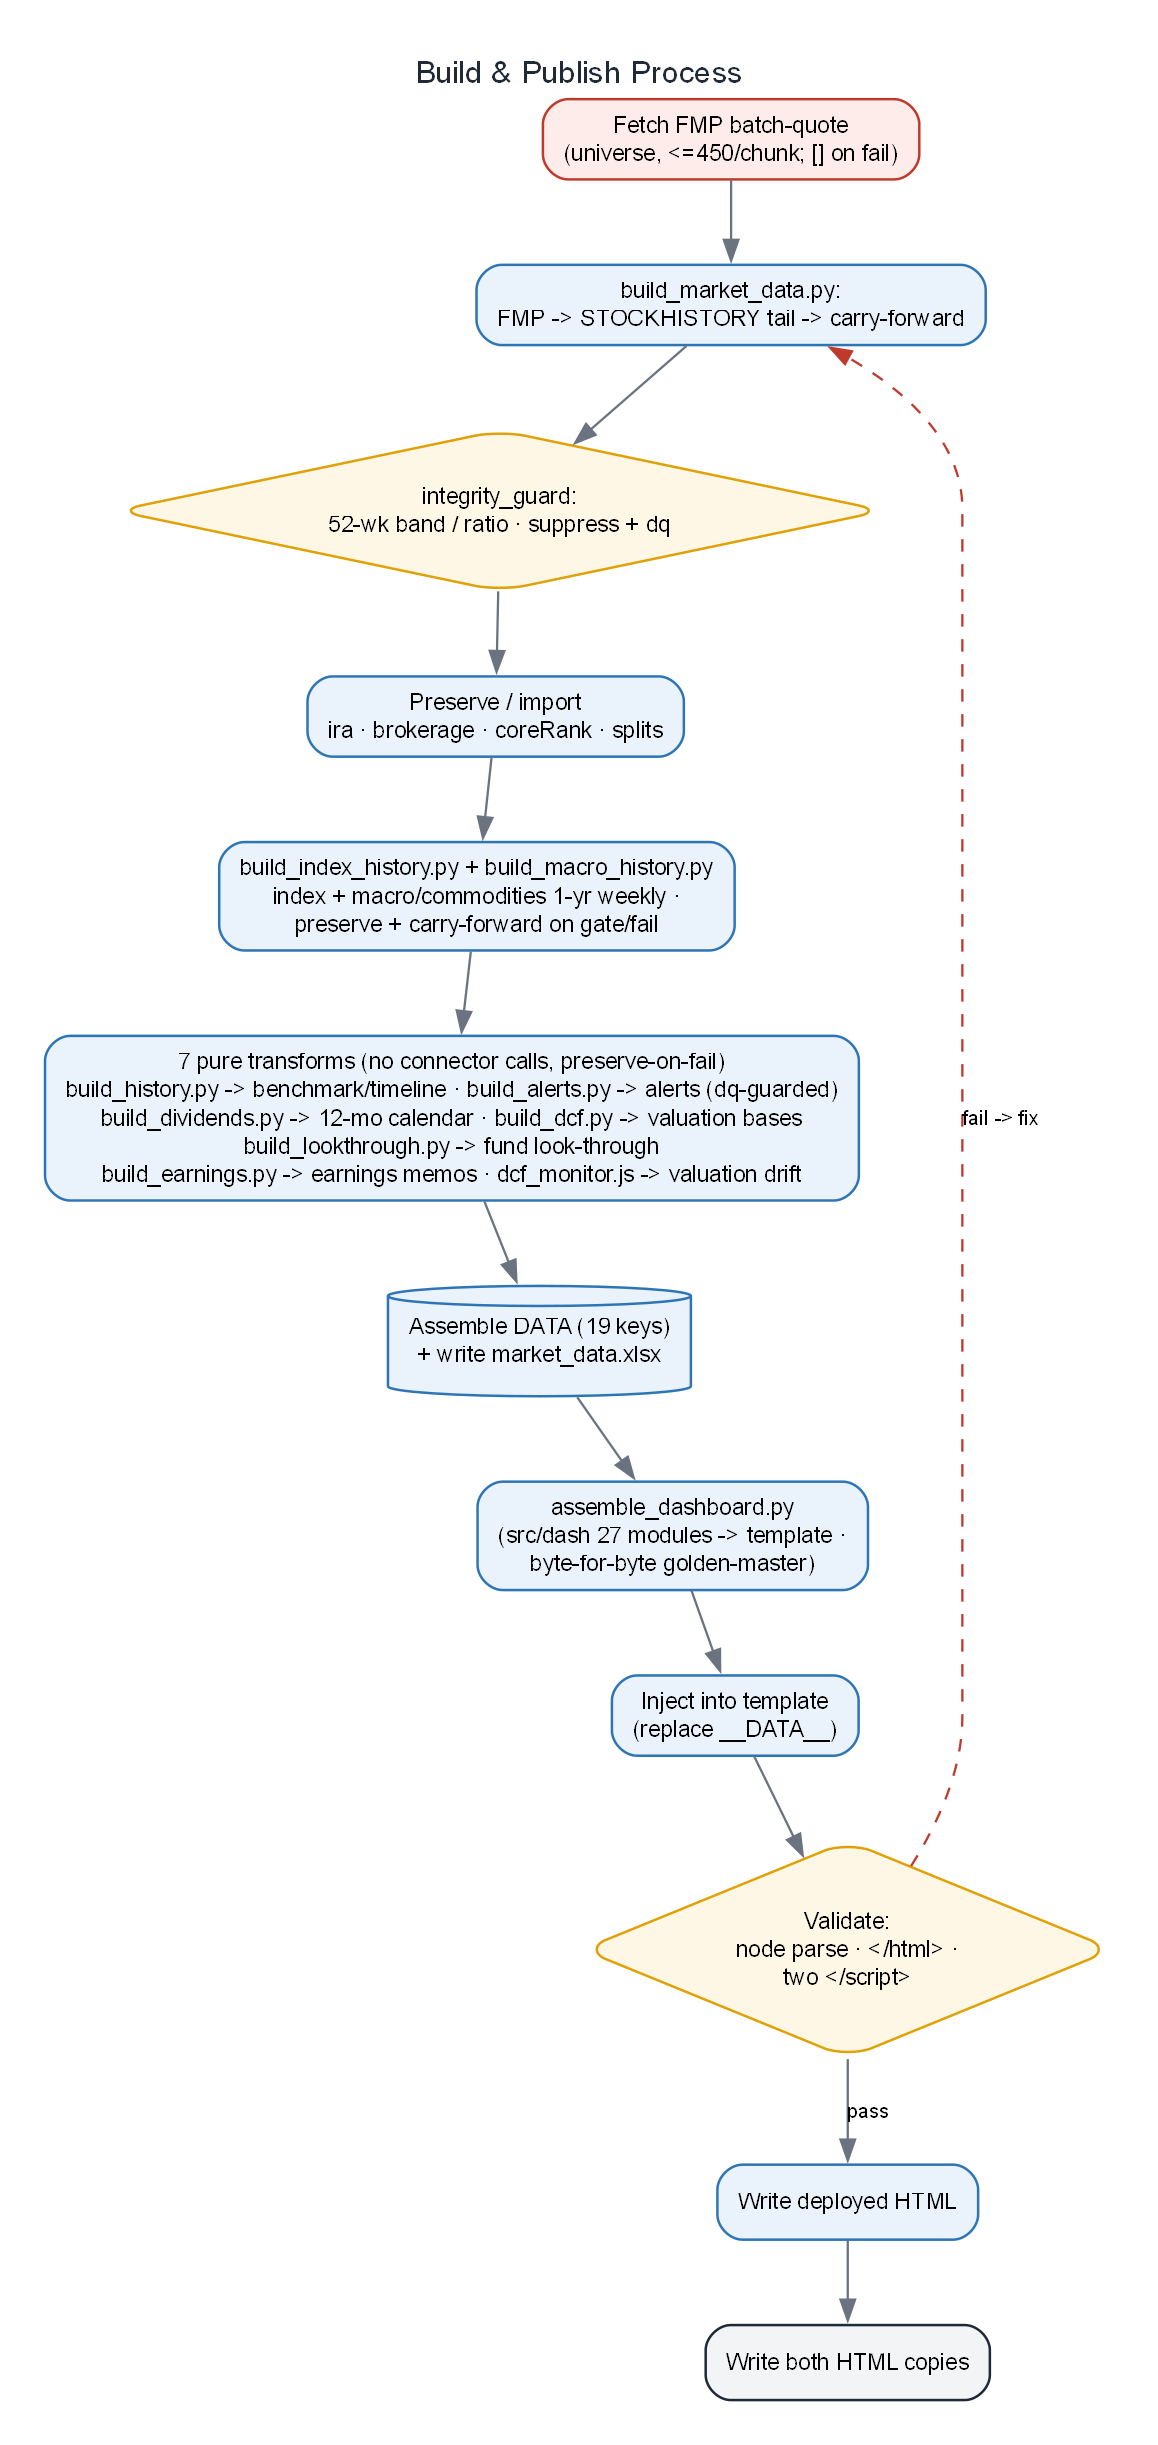 Build & Publish Process
Fetch FMP batch-quote
(universe, <=450/chunk; [] on fail)
build_market_data.py:
FMP -> STOCKHISTORY tail -> carry-forward
integrity_guard:
52-wk band / ratio · suppress + dq
Preserve / import
ira · brokerage · coreRank · splits
build_index_history.py + build_macro_history.py
index + macro/commodities 1-yr weekly ·
preserve + carry-forward on gate/fail
7 pure transforms (no connector calls, preserve-on-fail)
build_history.py -> benchmark/timeline · build_alerts.py -> alerts (dq-guarded)
build_dividends.py -> 12-mo calendar · build_dcf.py -> valuation bases
build_lookthrough.py -> fund look-through
build_earnings.py -> earnings memos · dcf_monitor.js -> valuation drift
fail -> fix
Assemble DATA (19 keys)
+ write market_data.xlsx
assemble_dashboard.py
(src/dash 27 modules -> template ·
byte-for-byte golden-master)
Inject into template
(replace __DATA__)
Validate:
node parse · </html> ·
two </script>
pass
Write deployed HTML
Write both HTML copies